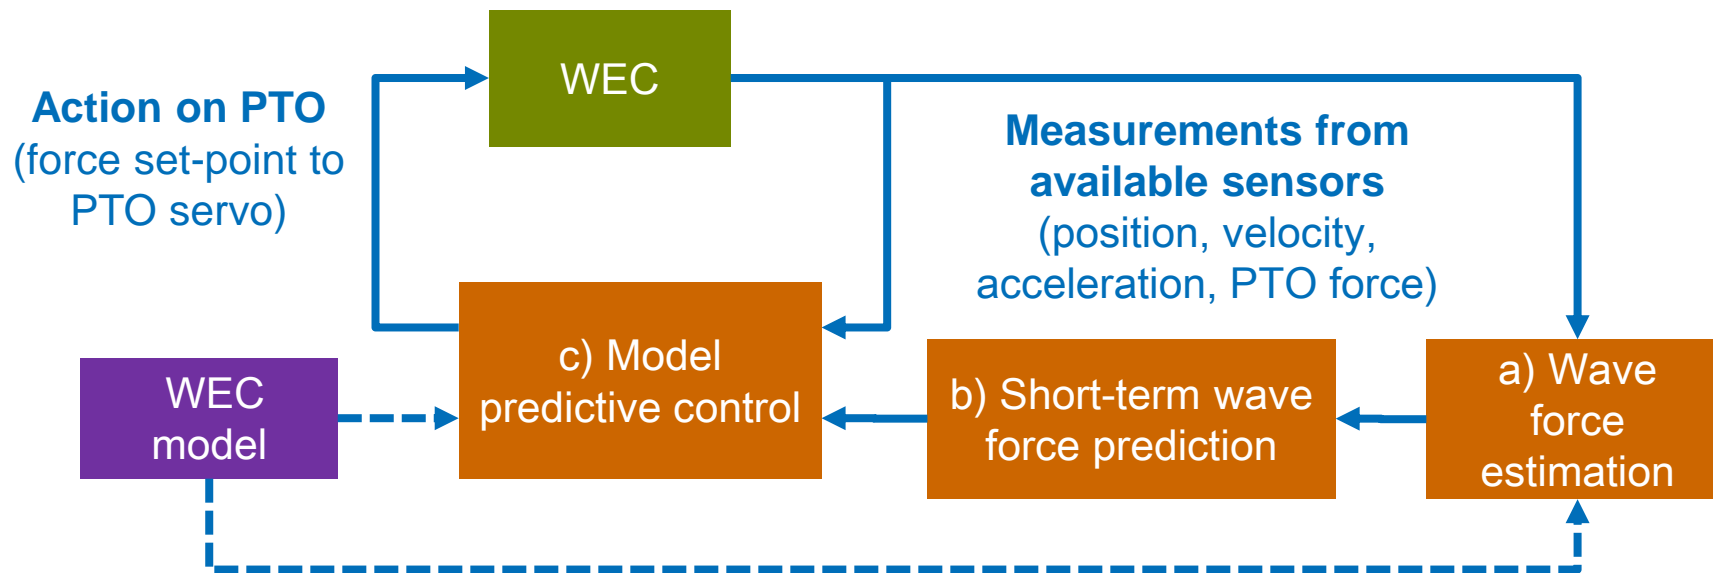 WEC
Action on PTO
(force set-point to
PTO servo)
Measurements from
available sensors
(position, velocity,
acceleration, PTO force)
WEC
model
c) Model
predictive control
b) Short-term wave
force prediction
a) Wave
force
estimation